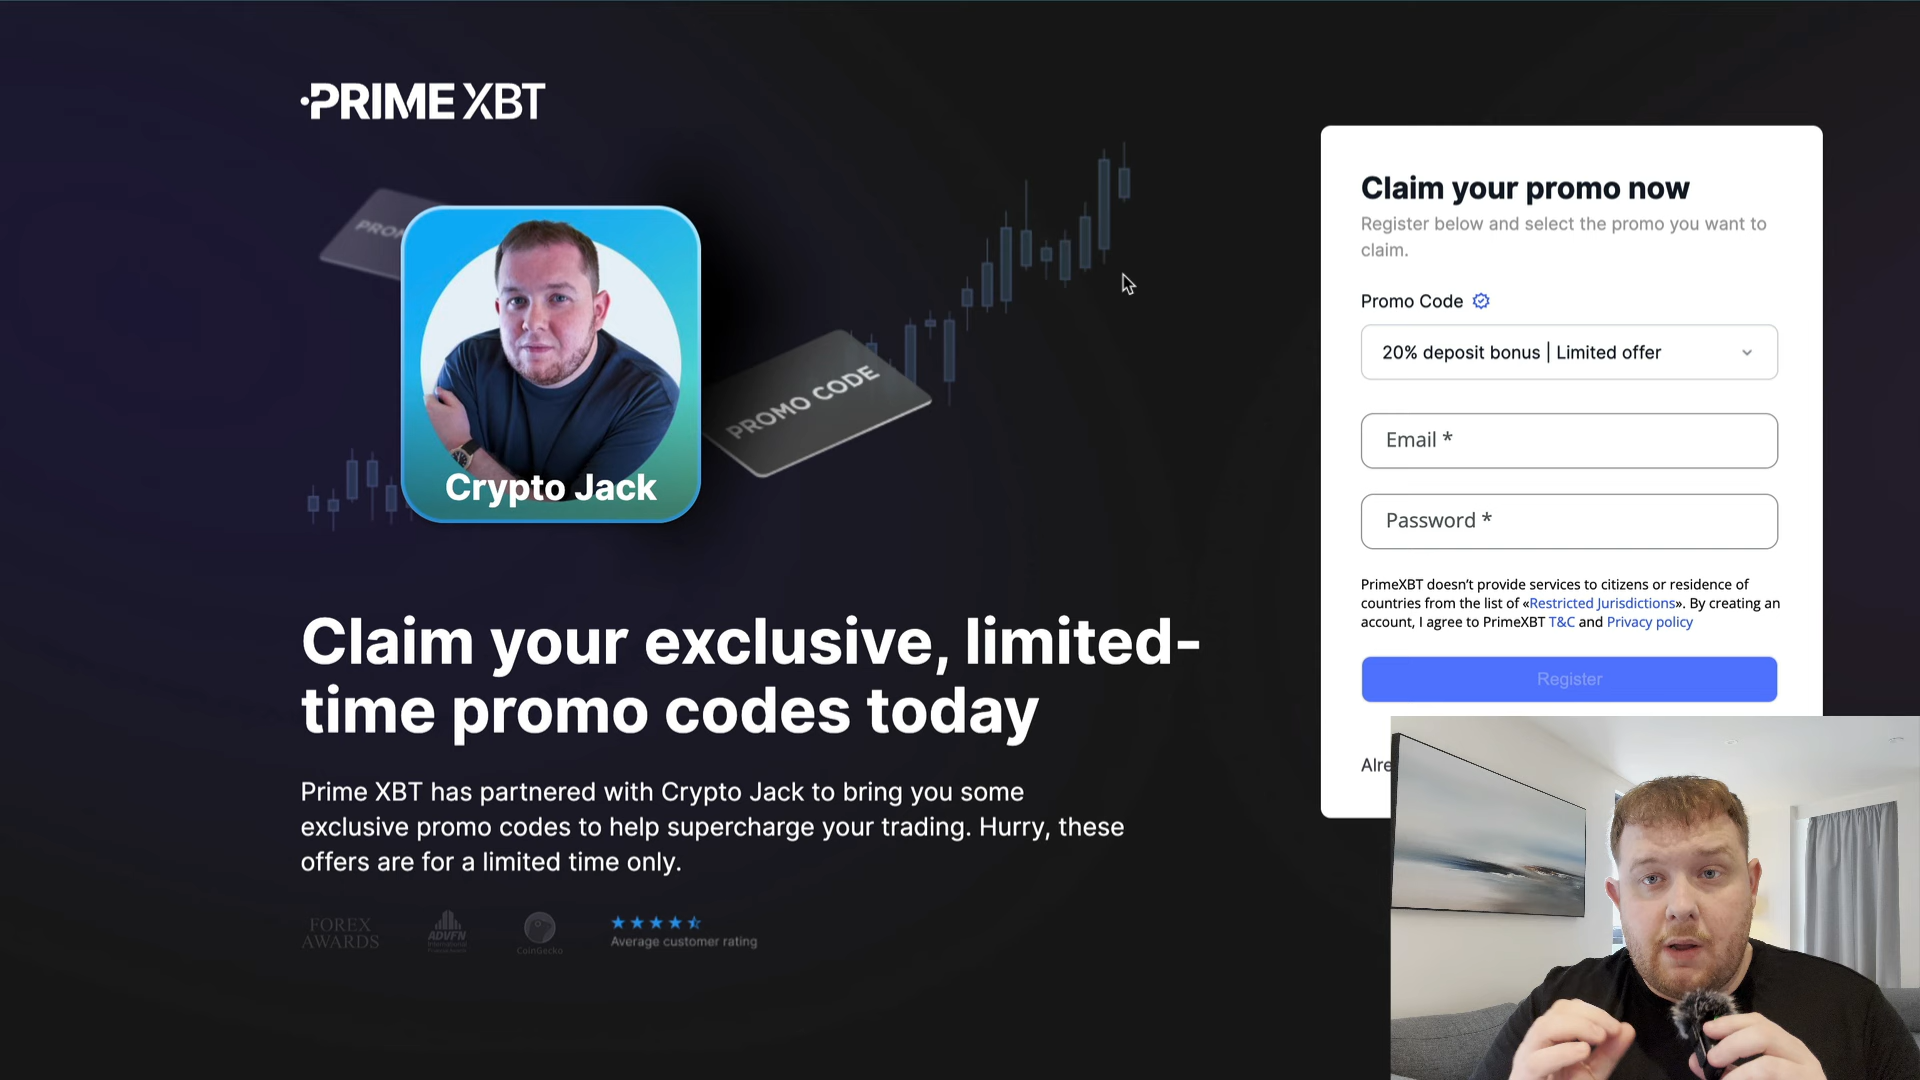 PRIME XBT
PROM
Crypto Jack
PROMO CODE
Claim your exclusive, limited-
time promo codes today
Prime XBT has partnered with Crypto Jack to bring you some
exclusive promo codes to help supercharge your trading. Hurry, these
offers are for a limited time only.
FOREX
AWARDS
ADVFN
International
CoinGecko
Average customer rating
Claim your promo now
Register below and select the promo you want to
claim.
Promo Code
20% deposit bonus | Limited offer
Email *
Password *
PrimeXBT doesn't provide services to citizens or residence of
countries from the list of «Restricted Jurisdictions». By creating an
account, I agree to PrimeXBT T&C and Privacy policy
Register
Alre